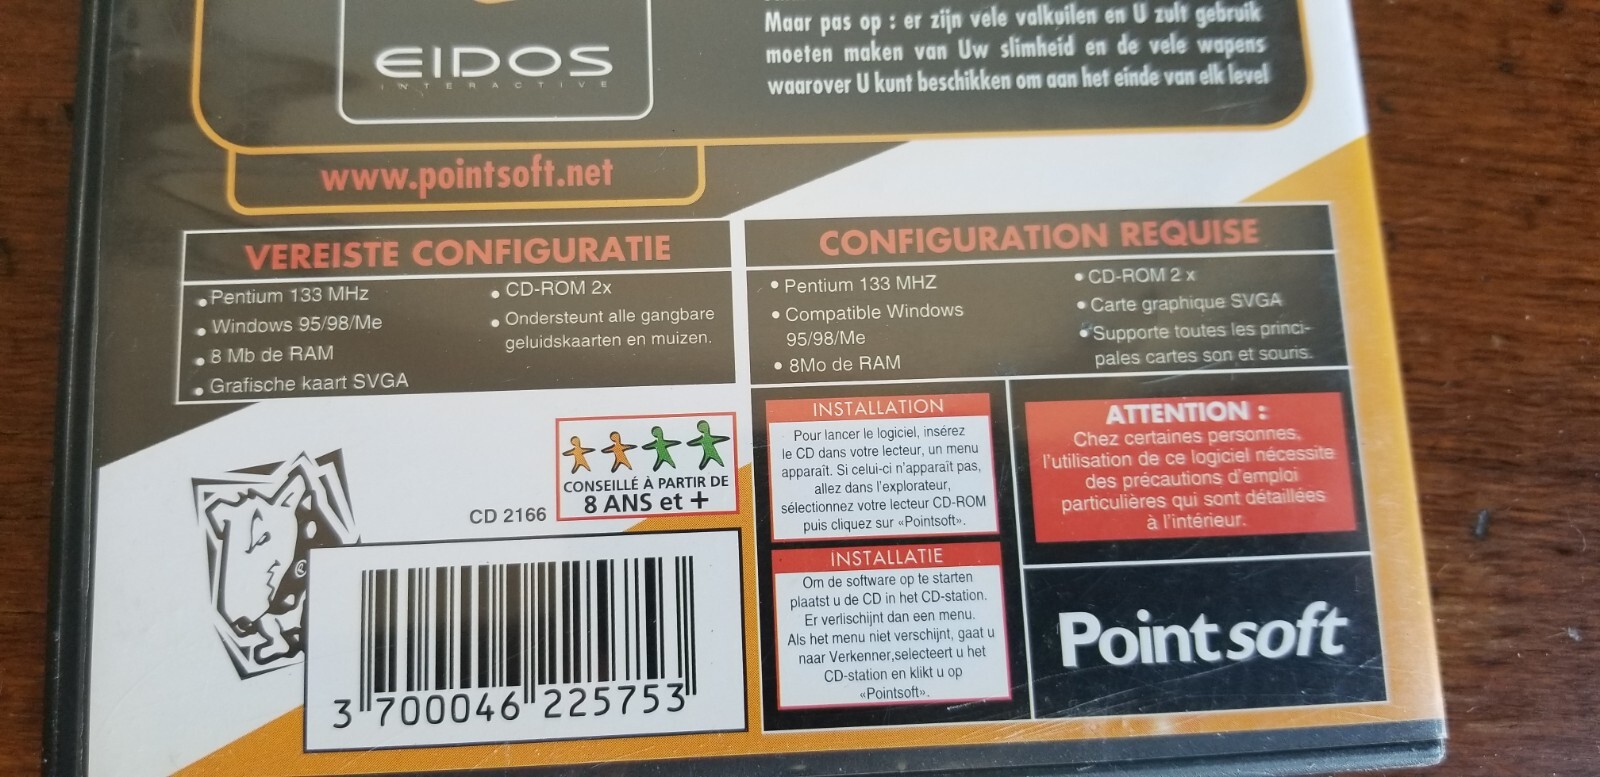 EIDOS
INTERACTIVE
Maar pas op : er zijn vele valkuilen en U zult gebruik
moeten maken van Uw slimheid en de vele wapens
waarover U kunt beschikken om aan het einde van elk level
www.pointsoft.net
VEREISTE CONFIGURATIE
• Pentium 133 MHz
• Windows 95/98/Me
• 8 Mb de RAM
• Grafische kaart SVGA
• CD-ROM 2x
• Ondersteunt alle gangbare
geluidskaarten en muizen.
CONFIGURATION REQUISE
• Pentium 133 MHZ
• Compatible Windows
95/98/Me
• 8Mo de RAM
• CD-ROM 2 x
• Carte graphique SVGA
• Supporte toutes les princi-
pales cartes son et souris.
CONSEILLÉ À PARTIR DE
8 ANS et +
CD 2166
3 700046 225753
INSTALLATION
Pour lancer le logiciel, insérez
le CD dans votre lecteur, un menu
apparaît. Si celui-ci n'apparaît pas,
allez dans l'explorateur,
sélectionnez votre lecteur CD-ROM
puis cliquez sur «Pointsoft».
INSTALLATIE
Om de software op te starten
plaatst u de CD in het CD-station.
Er verlischijnt dan een menu.
Als het menu niet verschijnt, gaat u
naar Verkenner,selecteert u het
CD-station en klikt u op
«Pointsoft».
ATTENTION :
Chez certaines personnes,
l'utilisation de ce logiciel nécessite
des précautions d'emploi
particulières qui sont détaillées
à l'intérieur.
Pointsoft